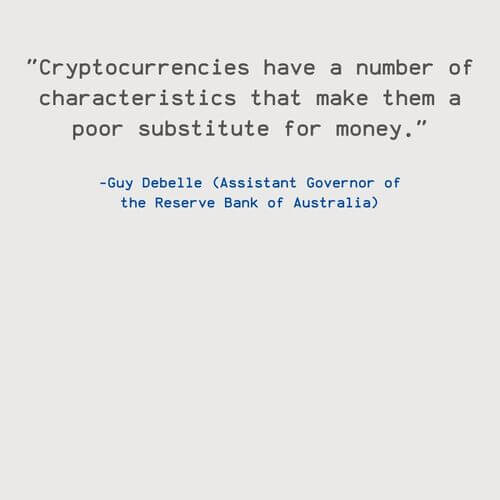 "Cryptocurrencies have a number of
characteristics that make them a
poor substitute for money."
-Guy Debelle (Assistant Governor of
the Reserve Bank of Australia)